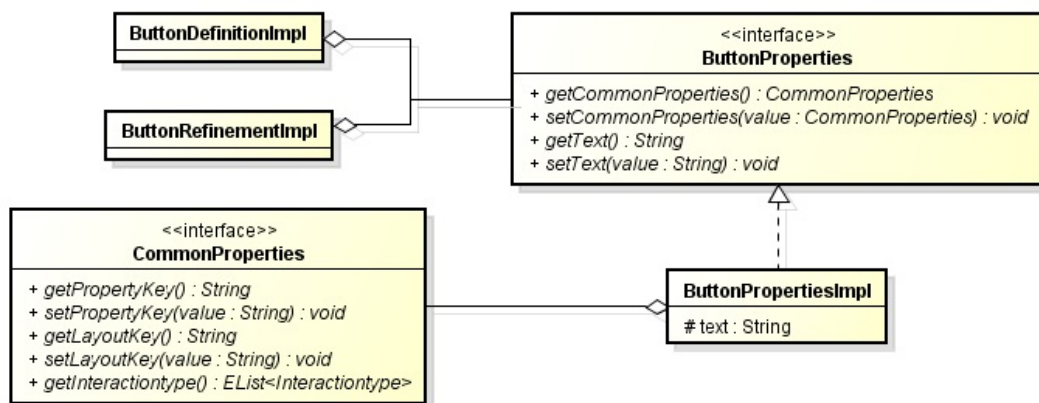 ButtonDefinitionImpl
ButtonRefinementImpl
<<interface>>
ButtonProperties
+ getCommonProperties() : CommonProperties
+ setCommonProperties(value : CommonProperties) : void
+ getText() : String
+ setText(value : String) : void
<<interface>>
CommonProperties
+ getPropertyKey() : String
+ setPropertyKey(value : String) : void
+ getLayoutKey() : String
+ setLayoutKey(value : String) : void
+ getInteractiontype() : EList<Interactiontype>
ButtonPropertiesImpl
# text : String